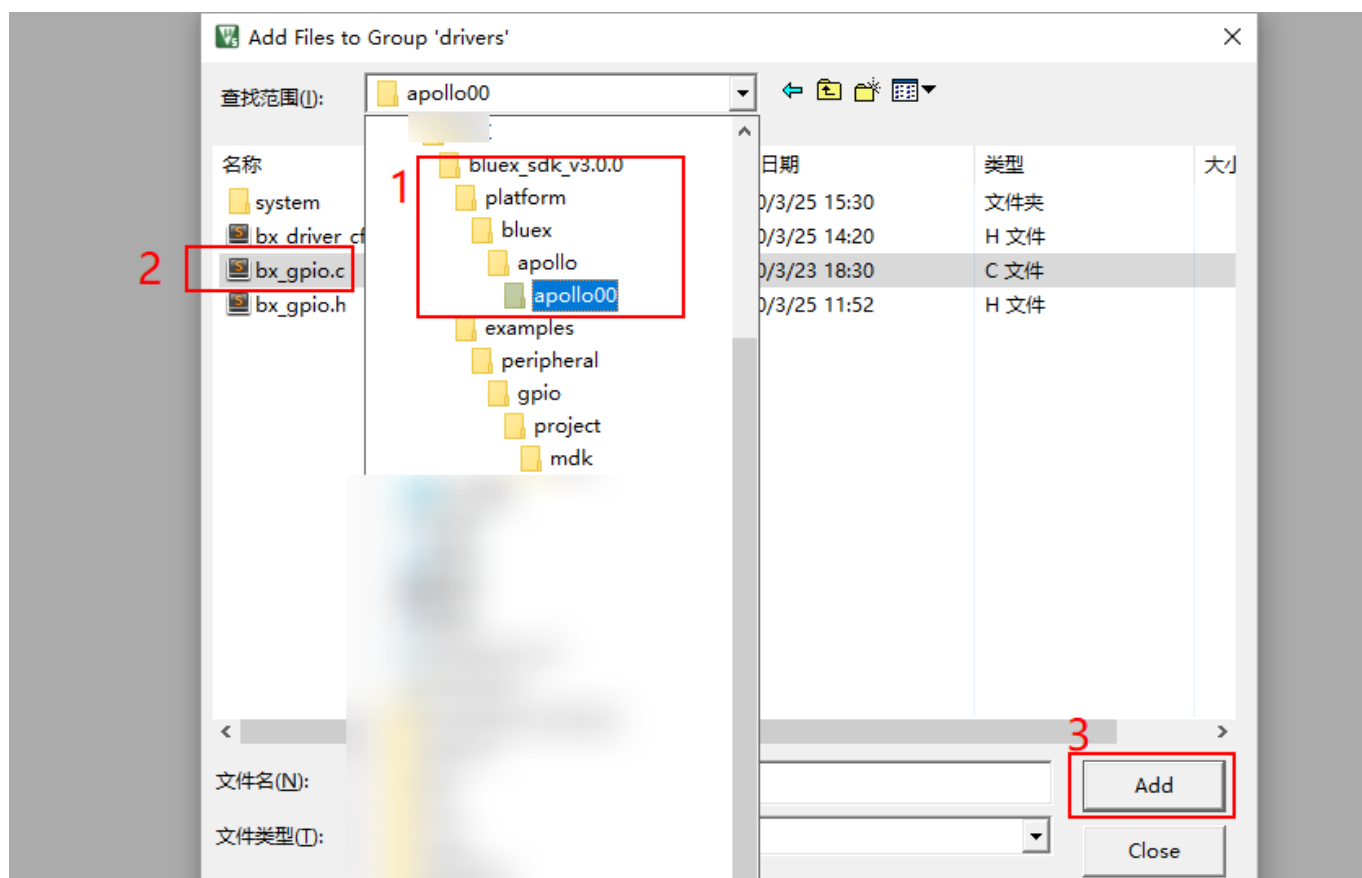 Add Files to Group 'drivers'
查找范围(I): apollo00
bluex_sdk_v3.0.0
platform
bluex
apollo
apollo00
examples
peripheral
gpio
project
mdk
1
名称 日期 类型 大小
system 0/3/25 15:30 文件夹
bx_driver_cf 0/3/25 14:20 H 文件
2 bx_gpio.c 0/3/23 18:30 C 文件
bx_gpio.h 0/3/25 11:52 H 文件
3
文件名(N): Add
文件类型(T): Close